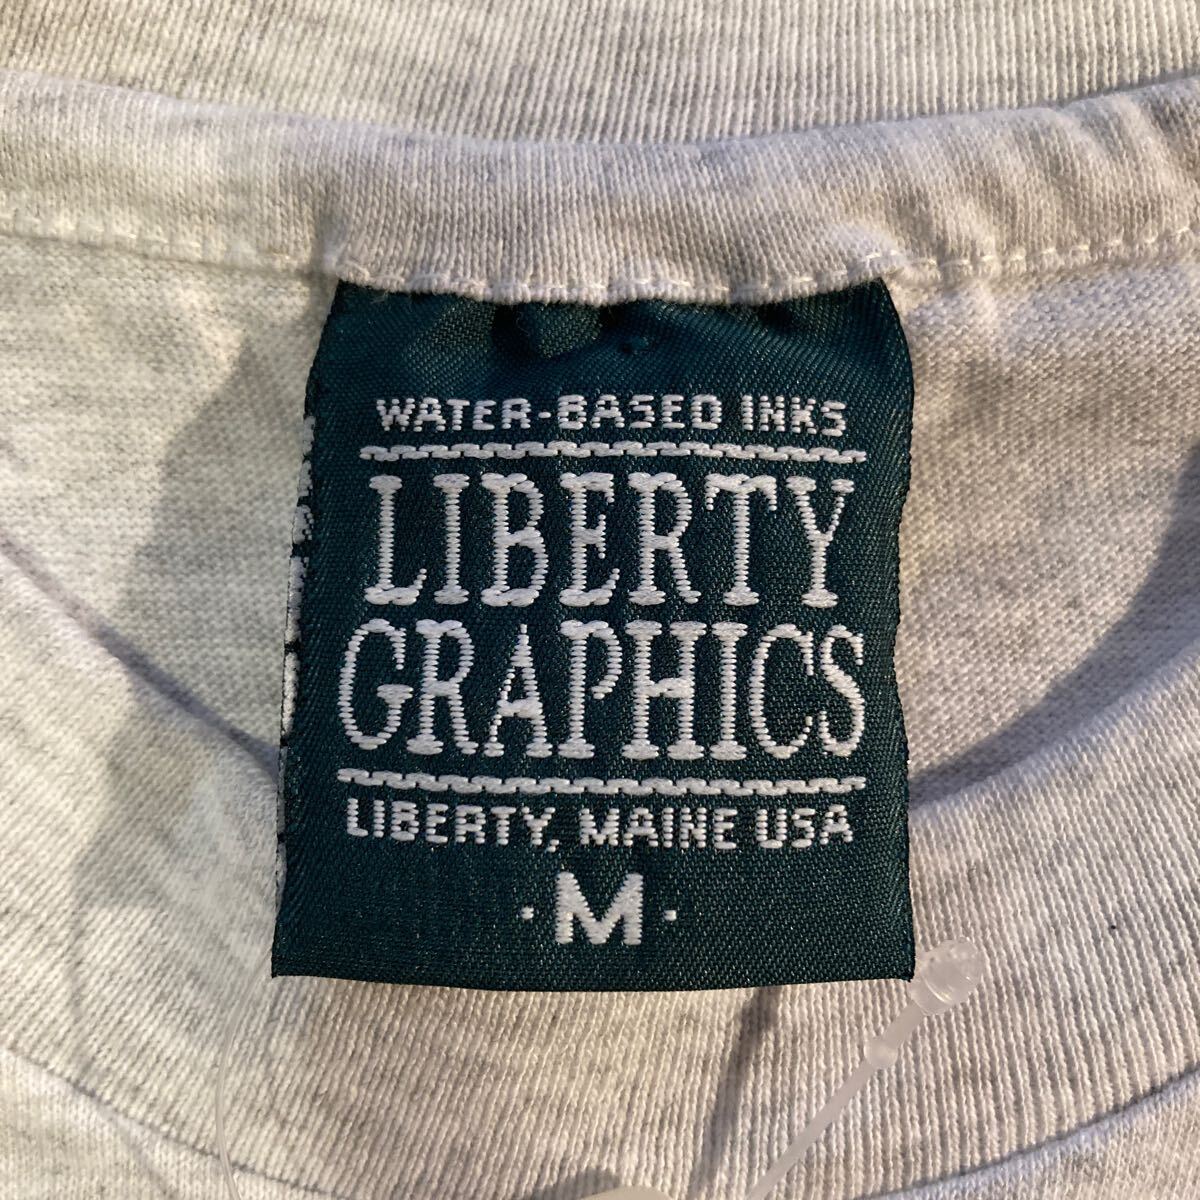 WATER-BASED INKS
LIBERTY
GRAPHICS
LIBERTY, MAINE USA
·M·